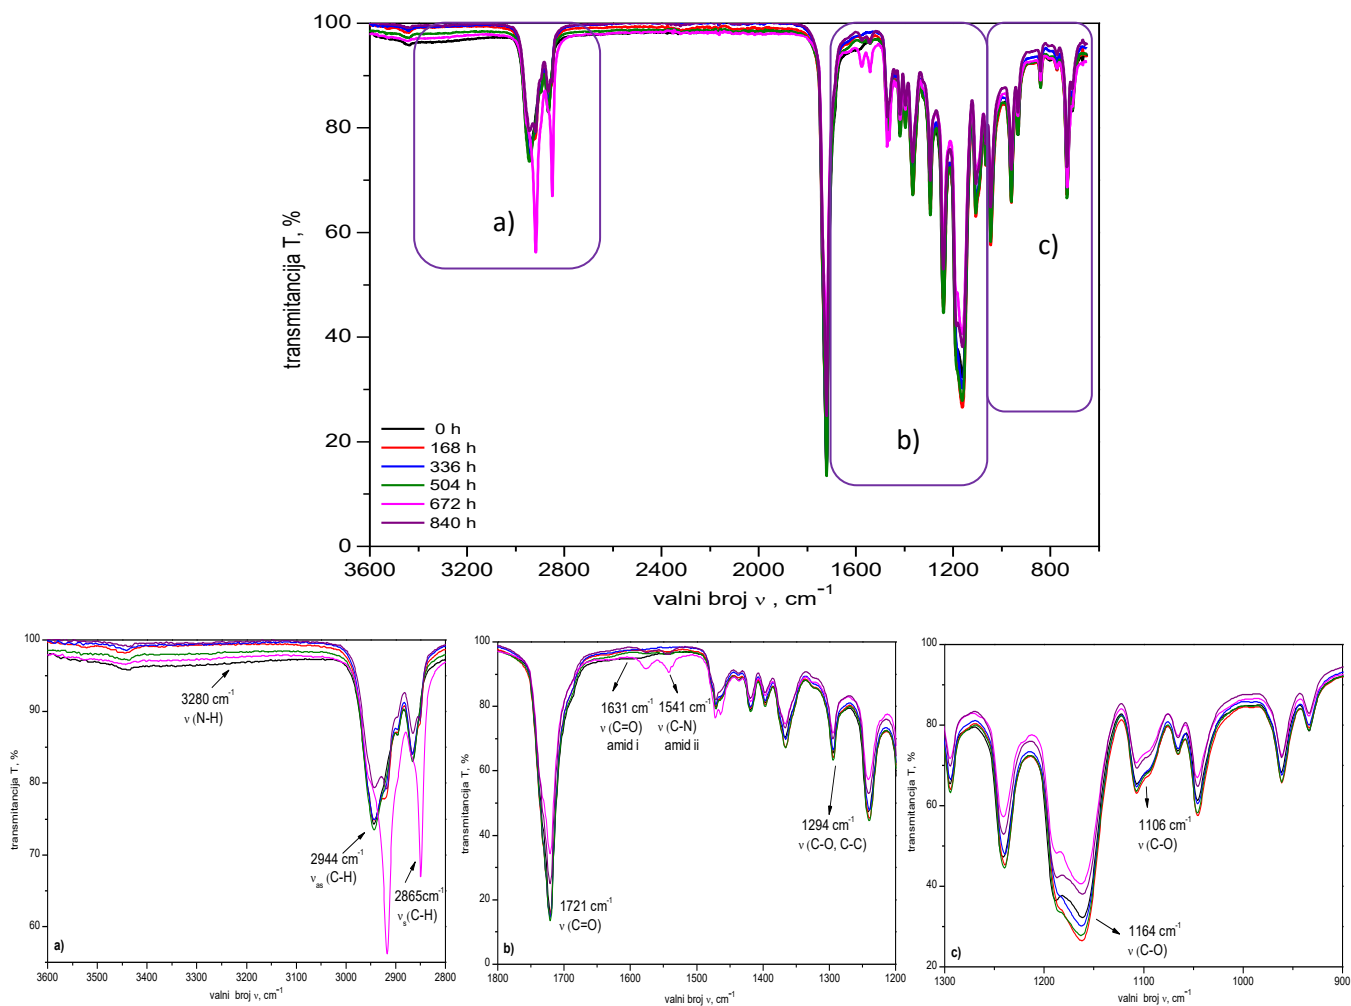 transmitancija T, %
100
80
60
40
20
0
a)
b)
c)
0 h
168 h
336 h
504 h
672 h
840 h
3600 3200 2800 2400 2000 1600 1200 800
valni broj ν , cm⁻¹
transmitancija T, %
100
95
90
85
80
75
70
65
60
3280 cm⁻¹
ν (N-H)
2944 cm⁻¹
νas (C-H)
2865cm⁻¹
νs(C-H)
a)
3600 3500 3400 3300 3200 3100 3000 2900 2800
valni broj ν, cm⁻¹
transmitancija T, %
100
80
60
40
20
0
1631 cm⁻¹
ν (C=O)
amid i
1541 cm⁻¹
ν (C-N)
amid ii
1294 cm⁻¹
ν (C-O, C-C)
1721 cm⁻¹
ν (C=O)
b)
1800 1700 1600 1500 1400 1300 1200
valni broj ν, cm⁻¹
transmitancija T, %
100
80
60
40
20
1106 cm⁻¹
ν (C-O)
1164 cm⁻¹
ν (C-O)
c)
1300 1200 1100 1000 900
valni broj ν, cm⁻¹